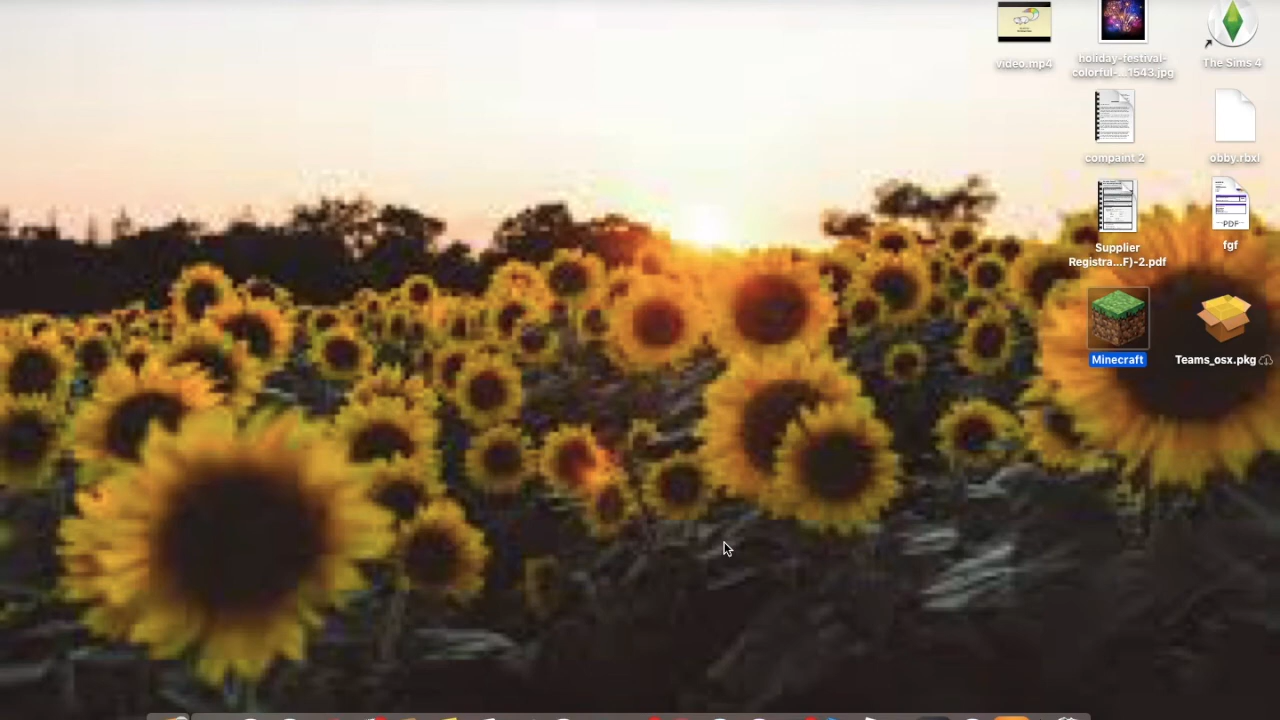 video.mp4
holiday-festival-
colorful-...1543.jpg
The Sims 4
compaint 2
obby.rbxl
Supplier
Registra...F)-2.pdf
PDF
fgf
Minecraft
Teams_osx.pkg